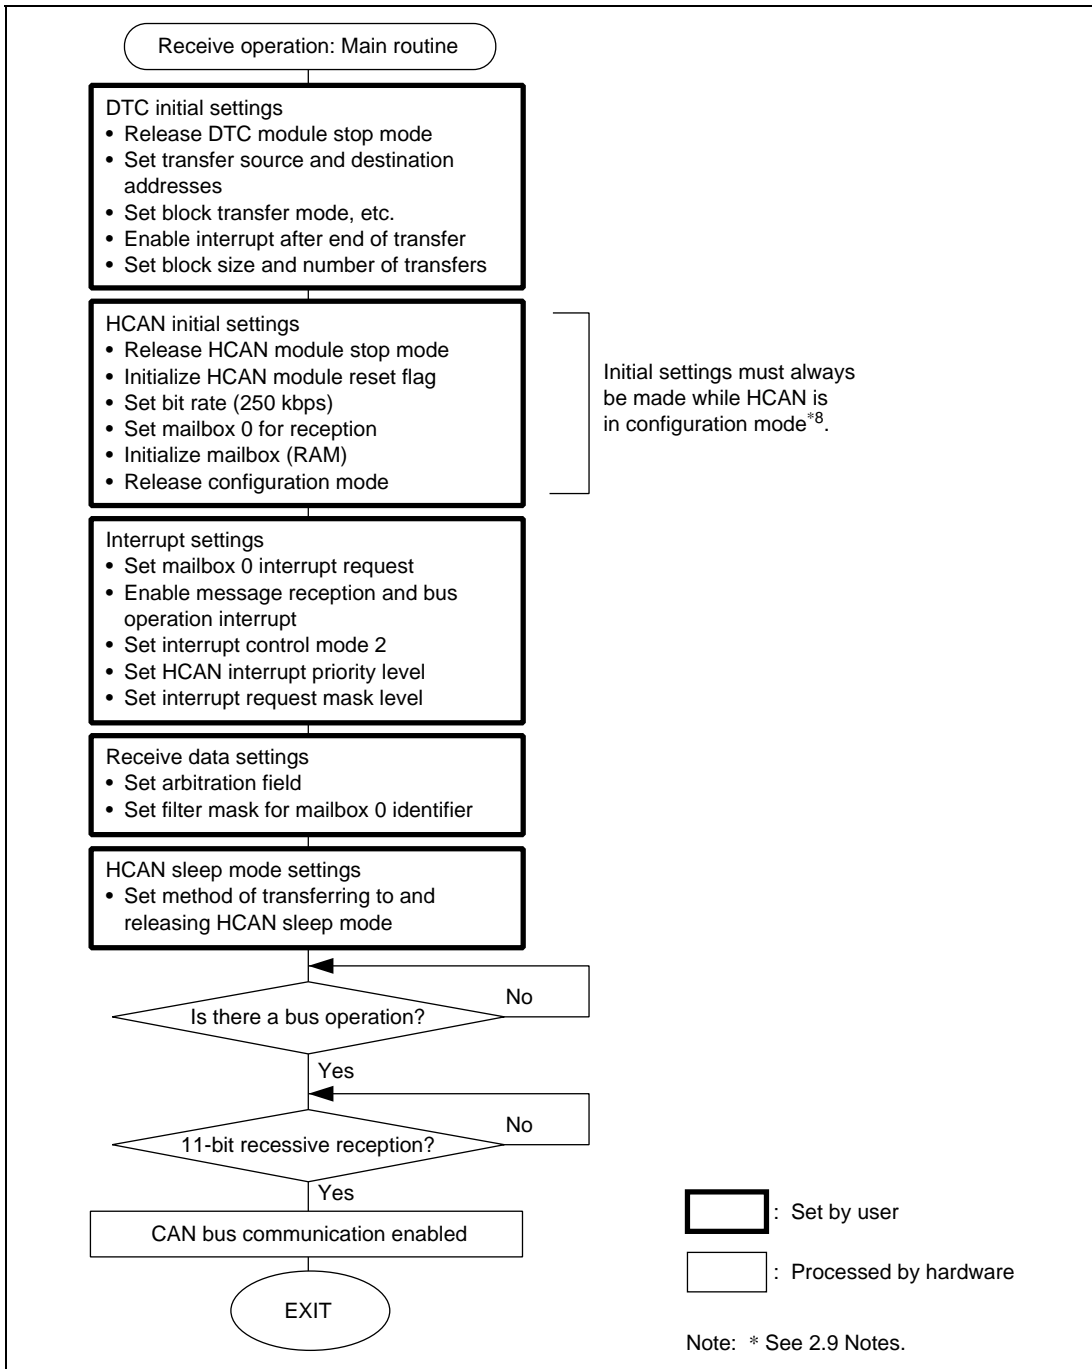 Receive operation: Main routine
DTC initial settings
• Release DTC module stop mode
• Set transfer source and destination
addresses
• Set block transfer mode, etc.
• Enable interrupt after end of transfer
• Set block size and number of transfers
HCAN initial settings
• Release HCAN module stop mode
• Initialize HCAN module reset flag
• Set bit rate (250 kbps)
• Set mailbox 0 for reception
• Initialize mailbox (RAM)
• Release configuration mode
Initial settings must always
be made while HCAN is
in configuration mode*8.
Interrupt settings
• Set mailbox 0 interrupt request
• Enable message reception and bus
operation interrupt
• Set interrupt control mode 2
• Set HCAN interrupt priority level
• Set interrupt request mask level
Receive data settings
• Set arbitration field
• Set filter mask for mailbox 0 identifier
HCAN sleep mode settings
• Set method of transferring to and
releasing HCAN sleep mode
No
Is there a bus operation?
Yes
No
11-bit recessive reception?
Yes
CAN bus communication enabled
EXIT
: Set by user
: Processed by hardware
Note: * See 2.9 Notes.